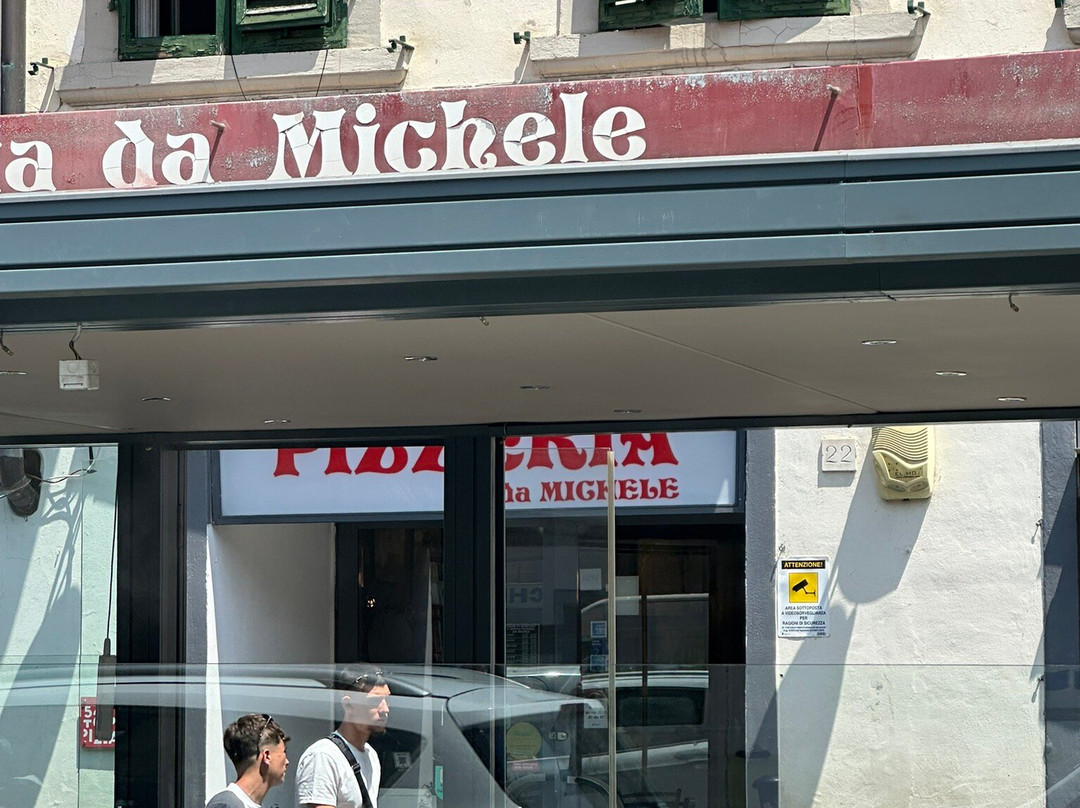 da Michele
PIZZERIA
da MICHELE
22
ATTENZIONE!
AREA SOTTOPOSTA
A VIDEOSORVEGLIANZA
PER
RAGIONI DI SICUREZZA